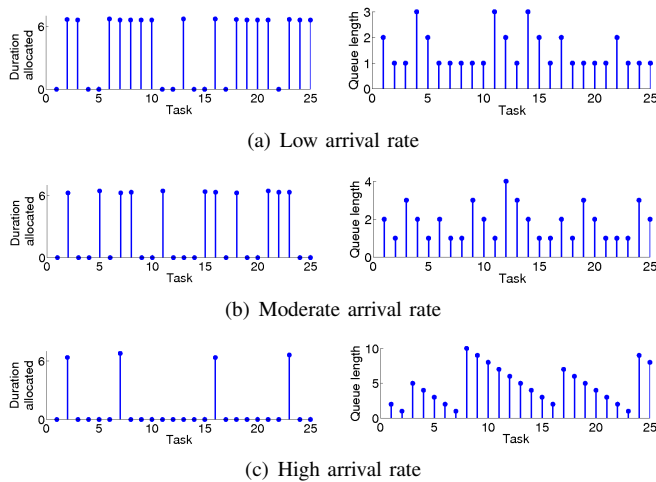 Duration allocated
6
0
0 5 10 15 20 25
Task
Queue length
3
2
1
0
0 5 10 15 20 25
Task
(a) Low arrival rate
Duration allocated
6
0
0 5 10 15 20 25
Task
Queue length
4
2
0
0 5 10 15 20 25
Task
(b) Moderate arrival rate
Duration allocated
6
0
0 5 10 15 20 25
Task
Queue length
10
5
0
0 5 10 15 20 25
Task
(c) High arrival rate